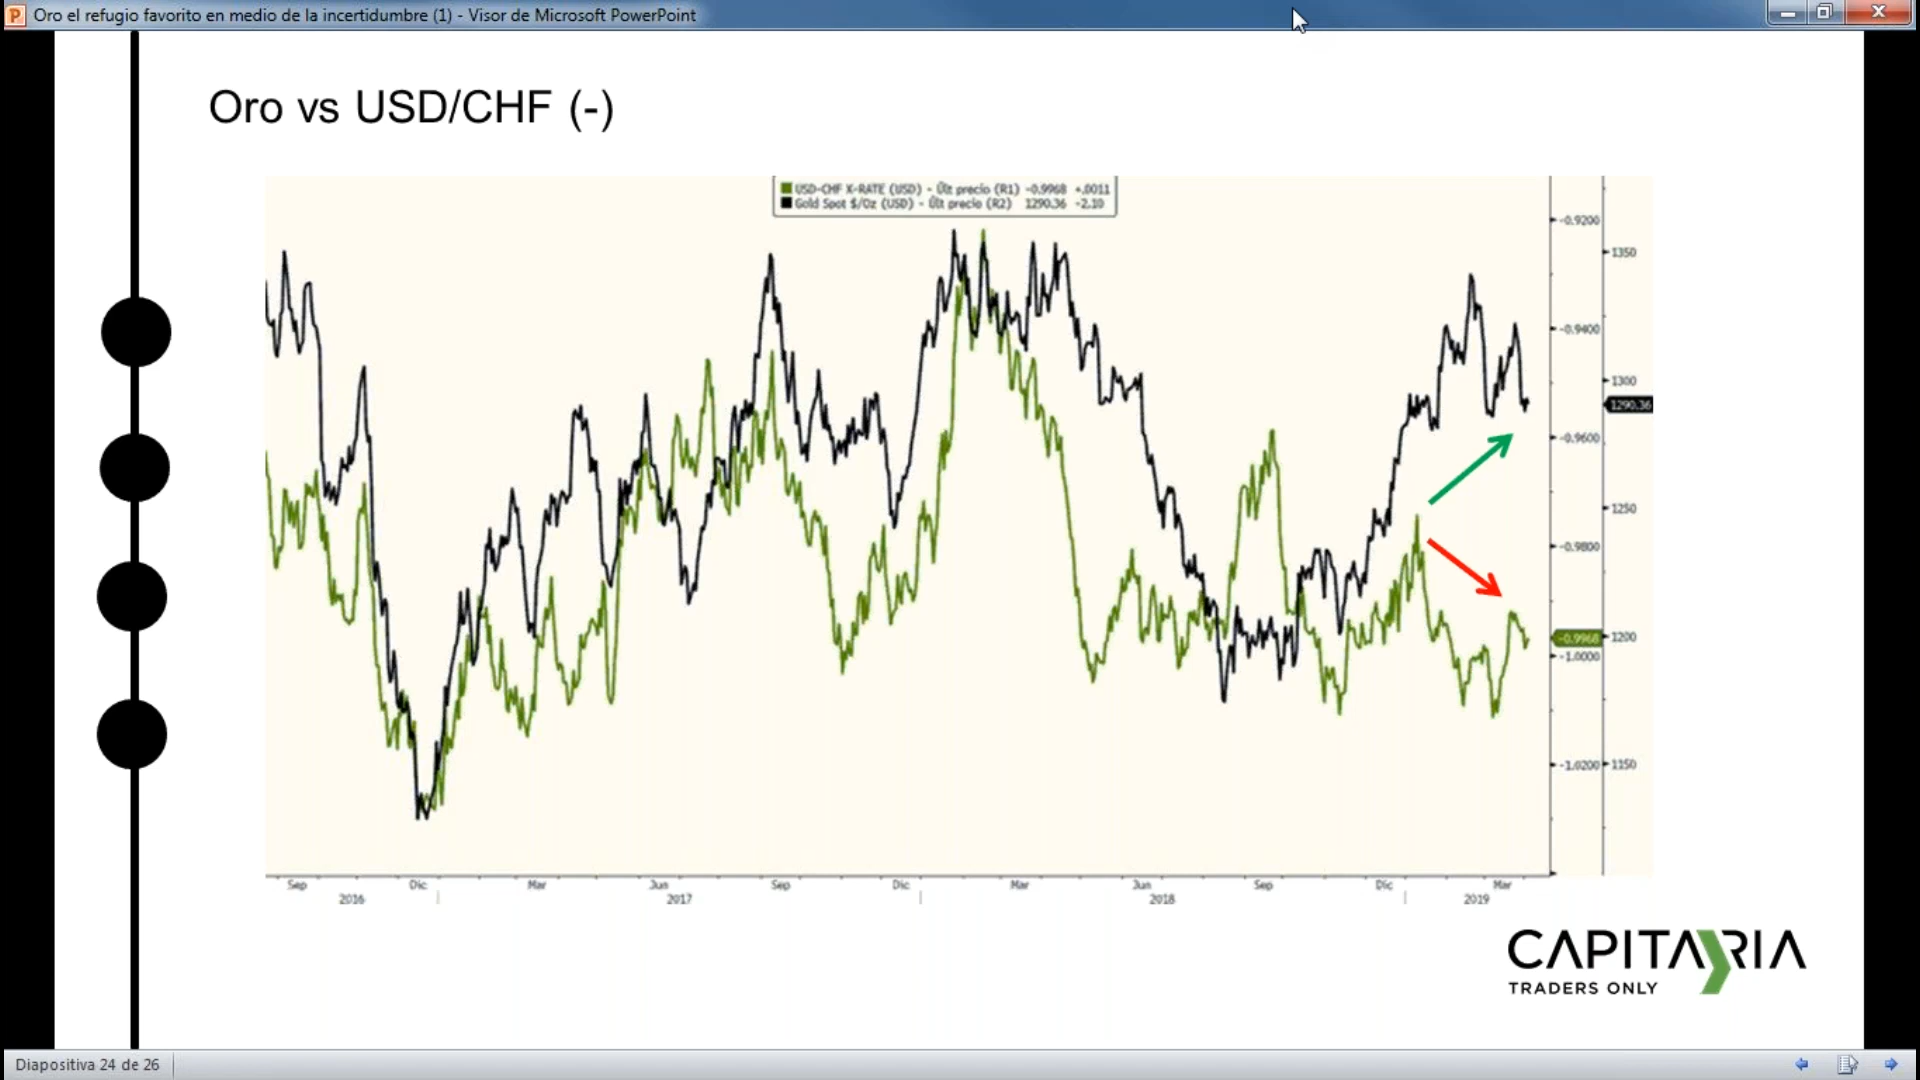 Oro el refugio favorito en medio de la incertidumbre (1) - Visor de Microsoft PowerPoint
Oro vs USD/CHF (-)
USD-CHF X-RATE (USD) - Últ precio (R1) -0.9968 +.0011
Gold Spot $/Oz (USD) - Últ precio (R2) 1290.36 -2.10
-0.9200
1350
-0.9400
1300
1290.36
-0.9600
1250
-0.9800
-0.9968
1200
-1.0000
-1.0200
1150
Sep Dic Mar Jun Sep Dic Mar Jun Sep Dic Mar
2016 2017 2018 2019
CAPITARIA
TRADERS ONLY
Diapositiva 24 de 26